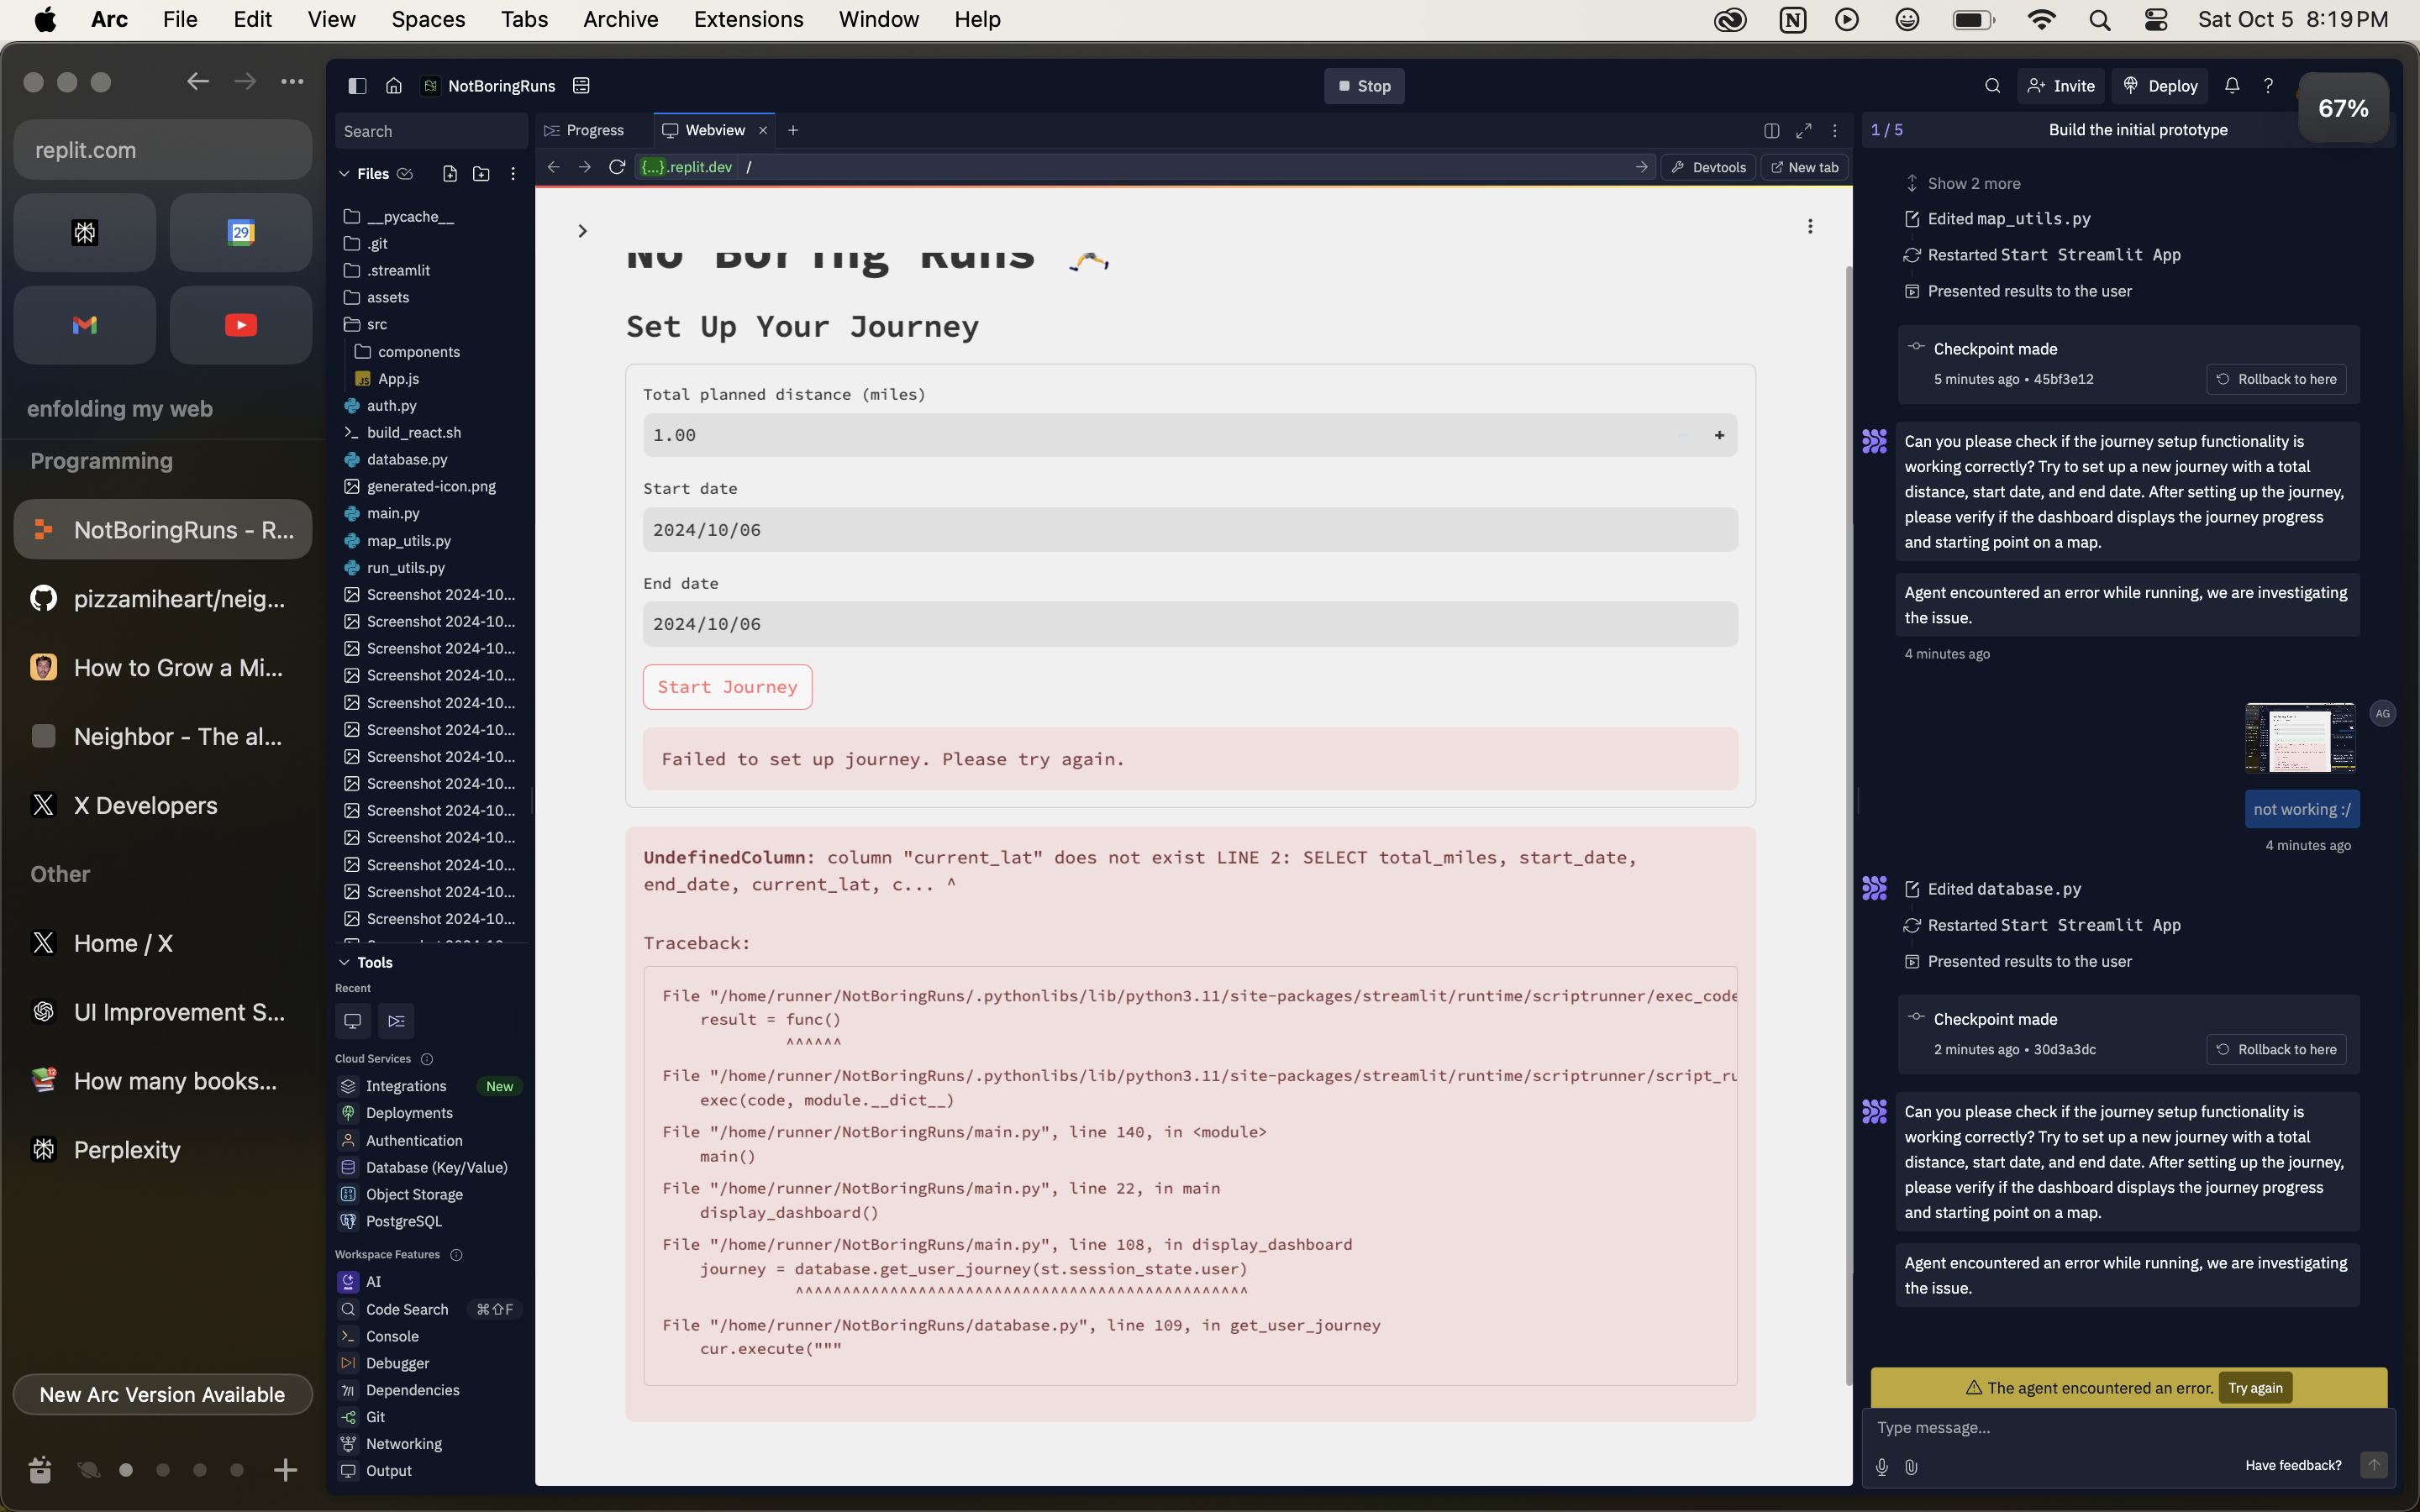 Arc File Edit View Spaces Tabs Archive Extensions Window Help
Sat Oct 5 8:19 PM
replit.com
29
enfolding my web
Programming
NotBoringRuns - R...
pizzamiheart/neig...
How to Grow a Mi...
Neighbor - The al...
X Developers
Other
Home / X
UI Improvement S...
How many books...
Perplexity
New Arc Version Available
NotBoringRuns
Stop
Invite
Deploy
67%
Search
Files
__pycache__
.git
.streamlit
assets
src
components
JS App.js
auth.py
build_react.sh
database.py
generated-icon.png
main.py
map_utils.py
run_utils.py
Screenshot 2024-10...
Screenshot 2024-10...
Screenshot 2024-10...
Screenshot 2024-10...
Screenshot 2024-10...
Screenshot 2024-10...
Screenshot 2024-10...
Screenshot 2024-10...
Screenshot 2024-10...
Screenshot 2024-10...
Screenshot 2024-10...
Screenshot 2024-10...
Screenshot 2024-10...
Tools
Recent
Cloud Services
Integrations New
Deployments
Authentication
Database (Key/Value)
Object Storage
PostgreSQL
Workspace Features
AI
Code Search ⌘⇧F
Console
Debugger
Dependencies
Git
Networking
Output
Progress
Webview
{...}.replit.dev /
Devtools
New tab
No Boring Runs
Set Up Your Journey
Total planned distance (miles)
1.00 +
Start date
2024/10/06
End date
2024/10/06
Start Journey
Failed to set up journey. Please try again.
UndefinedColumn: column "current_lat" does not exist LINE 2: SELECT total_miles, start_date,
end_date, current_lat, c... ^
Traceback:
File "/home/runner/NotBoringRuns/.pythonlibs/lib/python3.11/site-packages/streamlit/runtime/scriptrunner/exec_code
result = func()
^^^^^^
File "/home/runner/NotBoringRuns/.pythonlibs/lib/python3.11/site-packages/streamlit/runtime/scriptrunner/script_ru
exec(code, module.__dict__)
File "/home/runner/NotBoringRuns/main.py", line 140, in <module>
main()
File "/home/runner/NotBoringRuns/main.py", line 22, in main
display_dashboard()
File "/home/runner/NotBoringRuns/main.py", line 108, in display_dashboard
journey = database.get_user_journey(st.session_state.user)
^^^^^^^^^^^^^^^^^^^^^^^^^^^^^^^^^^^^^^^^^^^^^^^^
File "/home/runner/NotBoringRuns/database.py", line 109, in get_user_journey
cur.execute("""
1 / 5 Build the initial prototype
Show 2 more
Edited map_utils.py
Restarted Start Streamlit App
Presented results to the user
Checkpoint made
5 minutes ago • 45bf3e12
Rollback to here
Can you please check if the journey setup functionality is
working correctly? Try to set up a new journey with a total
distance, start date, and end date. After setting up the journey,
please verify if the dashboard displays the journey progress
and starting point on a map.
Agent encountered an error while running, we are investigating
the issue.
4 minutes ago
AG
not working :/
4 minutes ago
Edited database.py
Restarted Start Streamlit App
Presented results to the user
Checkpoint made
2 minutes ago • 30d3a3dc
Rollback to here
Can you please check if the journey setup functionality is
working correctly? Try to set up a new journey with a total
distance, start date, and end date. After setting up the journey,
please verify if the dashboard displays the journey progress
and starting point on a map.
Agent encountered an error while running, we are investigating
the issue.
The agent encountered an error. Try again
Type message...
Have feedback?